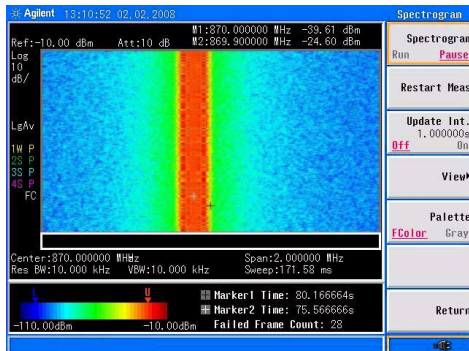 Agilent 13:10:52 02,02,2008
Spectrogram
M1:870.000000 MHz -39.61 dBm
Ref:-10.00 dBm Att:10 dB M2:869.900000 MHz -24.60 dBm
Log
10
dB/
LgAv
1W P
2S P
3S P
4S P
FC
Center:870.000000 MHHz Span:2.000000 MHz
Res BW:10.000 kHz VBW:10.000 kHz Sweep:171.58 ms
L U
-110.00dBm -10.00dBm
Marker1 Time: 80.166664s
Marker2 Time: 75.566666s
Failed Frame Count: 28
Spectrogram
Run Pause
Restart Meas
Update Int.
1.000000s
Off On
View
Palette
FColor Gray
Return